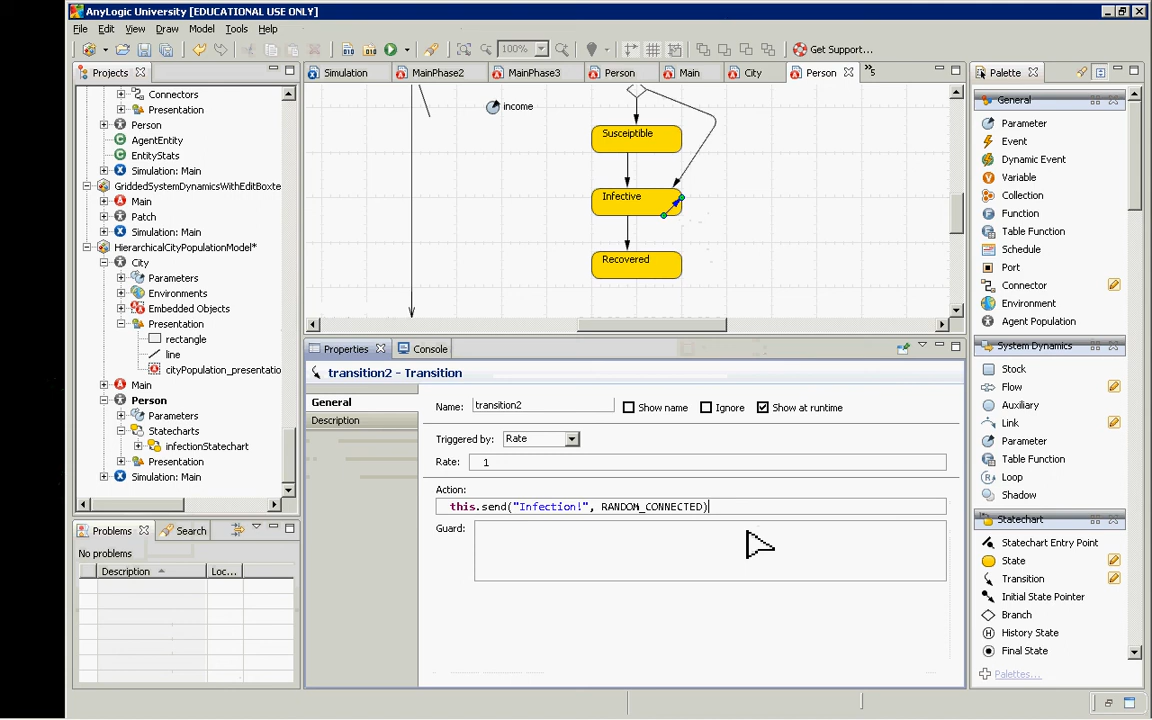 AnyLogic University [EDUCATIONAL USE ONLY]
File Edit View Draw Model Tools Help
100% Get Support...
Projects
Connectors
Presentation
Person
AgentEntity
EntityStats
Simulation: Main
GriddedSystemDynamicsWithEditBoxte
Main
Patch
Simulation: Main
HierarchicalCityPopulationModel*
City
Parameters
Environments
Embedded Objects
Presentation
rectangle
line
cityPopulation_presentatio
Main
Person
Parameters
Statecharts
infectionStatechart
Presentation
Simulation: Main
Problems Search
No problems
Description Loc...
Simulation MainPhase2 MainPhase3 Person Main City Person »5
income
Susceiptible
Infective
Recovered
Properties Console
transition2 - Transition
General
Description
Name: transition2 Show name Ignore Show at runtime
Triggered by: Rate
Rate: 1
Action:
this.send("Infection!", RANDOM_CONNECTED)
Guard:
Palette
General
Parameter
Event
Dynamic Event
Variable
Collection
Function
Table Function
Schedule
Port
Connector
Environment
Agent Population
System Dynamics
Stock
Flow
Auxiliary
Link
Parameter
Table Function
Loop
Shadow
Statechart
Statechart Entry Point
State
Transition
Initial State Pointer
Branch
History State
Final State
Palettes...